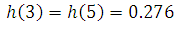 h(3) = h(5) = 0.276